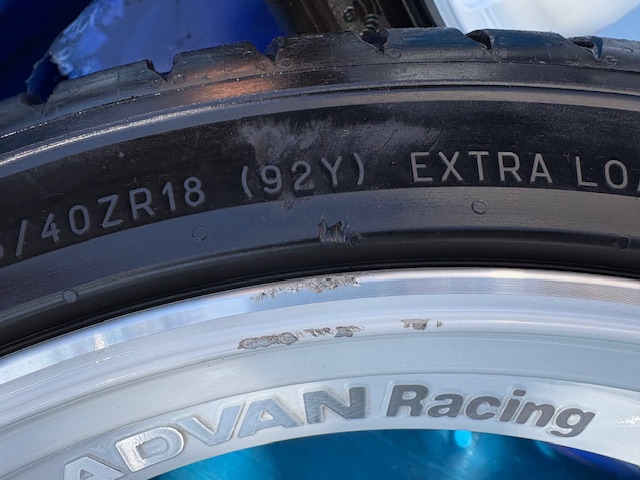 /40ZR18 (92Y) EXTRA LO
ADVAN Racing